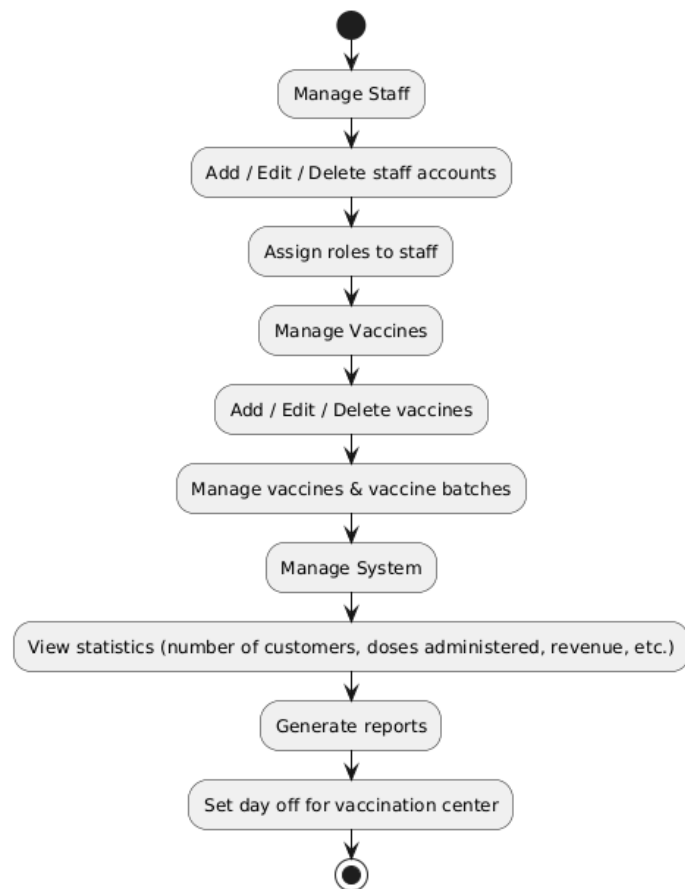 Manage Staff
Add / Edit / Delete staff accounts
Assign roles to staff
Manage Vaccines
Add / Edit / Delete vaccines
Manage vaccines & vaccine batches
Manage System
View statistics (number of customers, doses administered, revenue, etc.)
Generate reports
Set day off for vaccination center